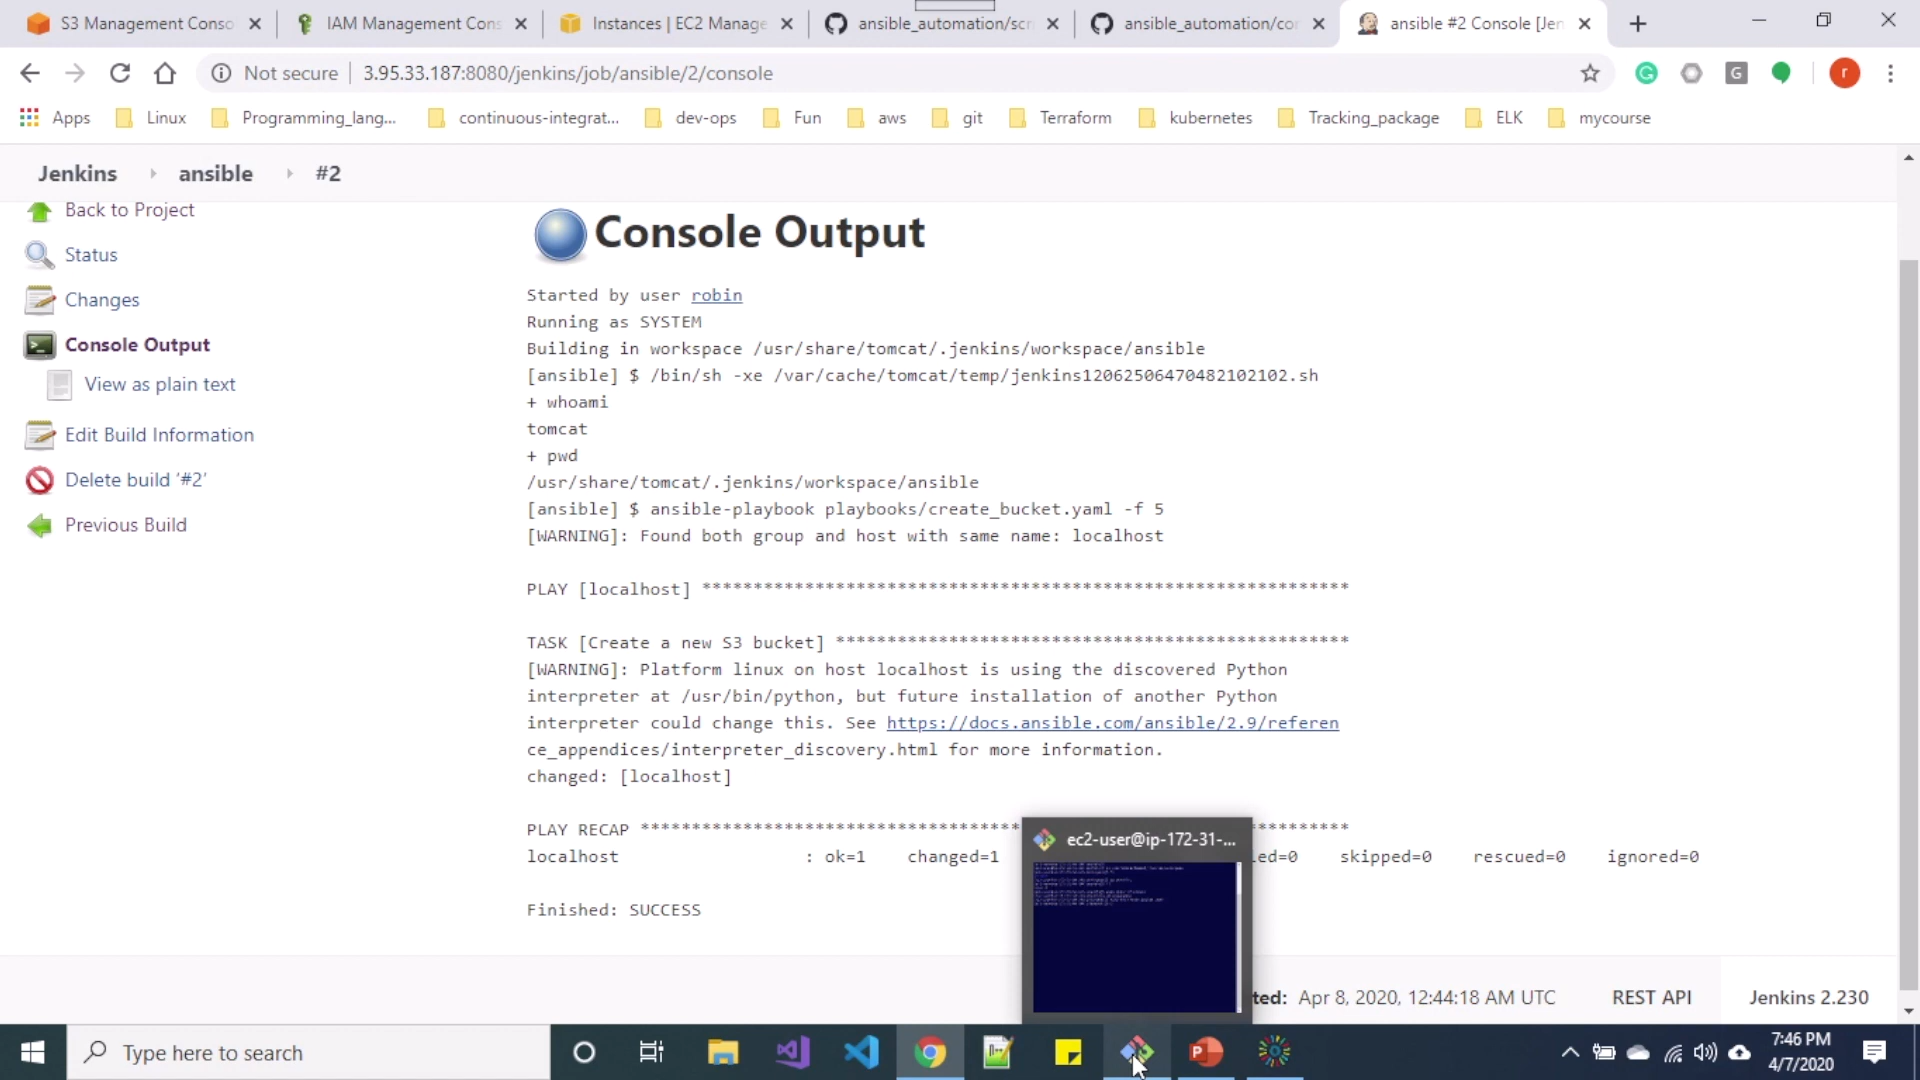 S3 Management Conso
IAM Management Cons
Instances | EC2 Manage
ansible_automation/scr
ansible_automation/co
ansible #2 Console [Jen
Not secure
3.95.33.187:8080/jenkins/job/ansible/2/console
G
G
r
Apps
Linux
Programming_lang...
continuous-integrat...
dev-ops
Fun
aws
git
Terraform
kubernetes
Tracking_package
ELK
mycourse
Jenkins
ansible
#2
Back to Project
Status
Changes
Console Output
View as plain text
Edit Build Information
Delete build '#2'
Previous Build
Console Output
Started by user robin
Running as SYSTEM
Building in workspace /usr/share/tomcat/.jenkins/workspace/ansible
[ansible] $ /bin/sh -xe /var/cache/tomcat/temp/jenkins12062506470482102102.sh
+ whoami
tomcat
+ pwd
/usr/share/tomcat/.jenkins/workspace/ansible
[ansible] $ ansible-playbook playbooks/create_bucket.yaml -f 5
[WARNING]: Found both group and host with same name: localhost
PLAY [localhost] ***************************************************************
TASK [Create a new S3 bucket] **************************************************
[WARNING]: Platform linux on host localhost is using the discovered Python
interpreter at /usr/bin/python, but future installation of another Python
interpreter could change this. See https://docs.ansible.com/ansible/2.9/referen
ce_appendices/interpreter_discovery.html for more information.
changed: [localhost]
PLAY RECAP *********************************************************************
localhost : ok=1 changed=1 ed=0 skipped=0 rescued=0 ignored=0
Finished: SUCCESS
ec2-user@ip-172-31-...
ted: Apr 8, 2020, 12:44:18 AM UTC
REST API
Jenkins 2.230
Type here to search
P
7:46 PM
4/7/2020